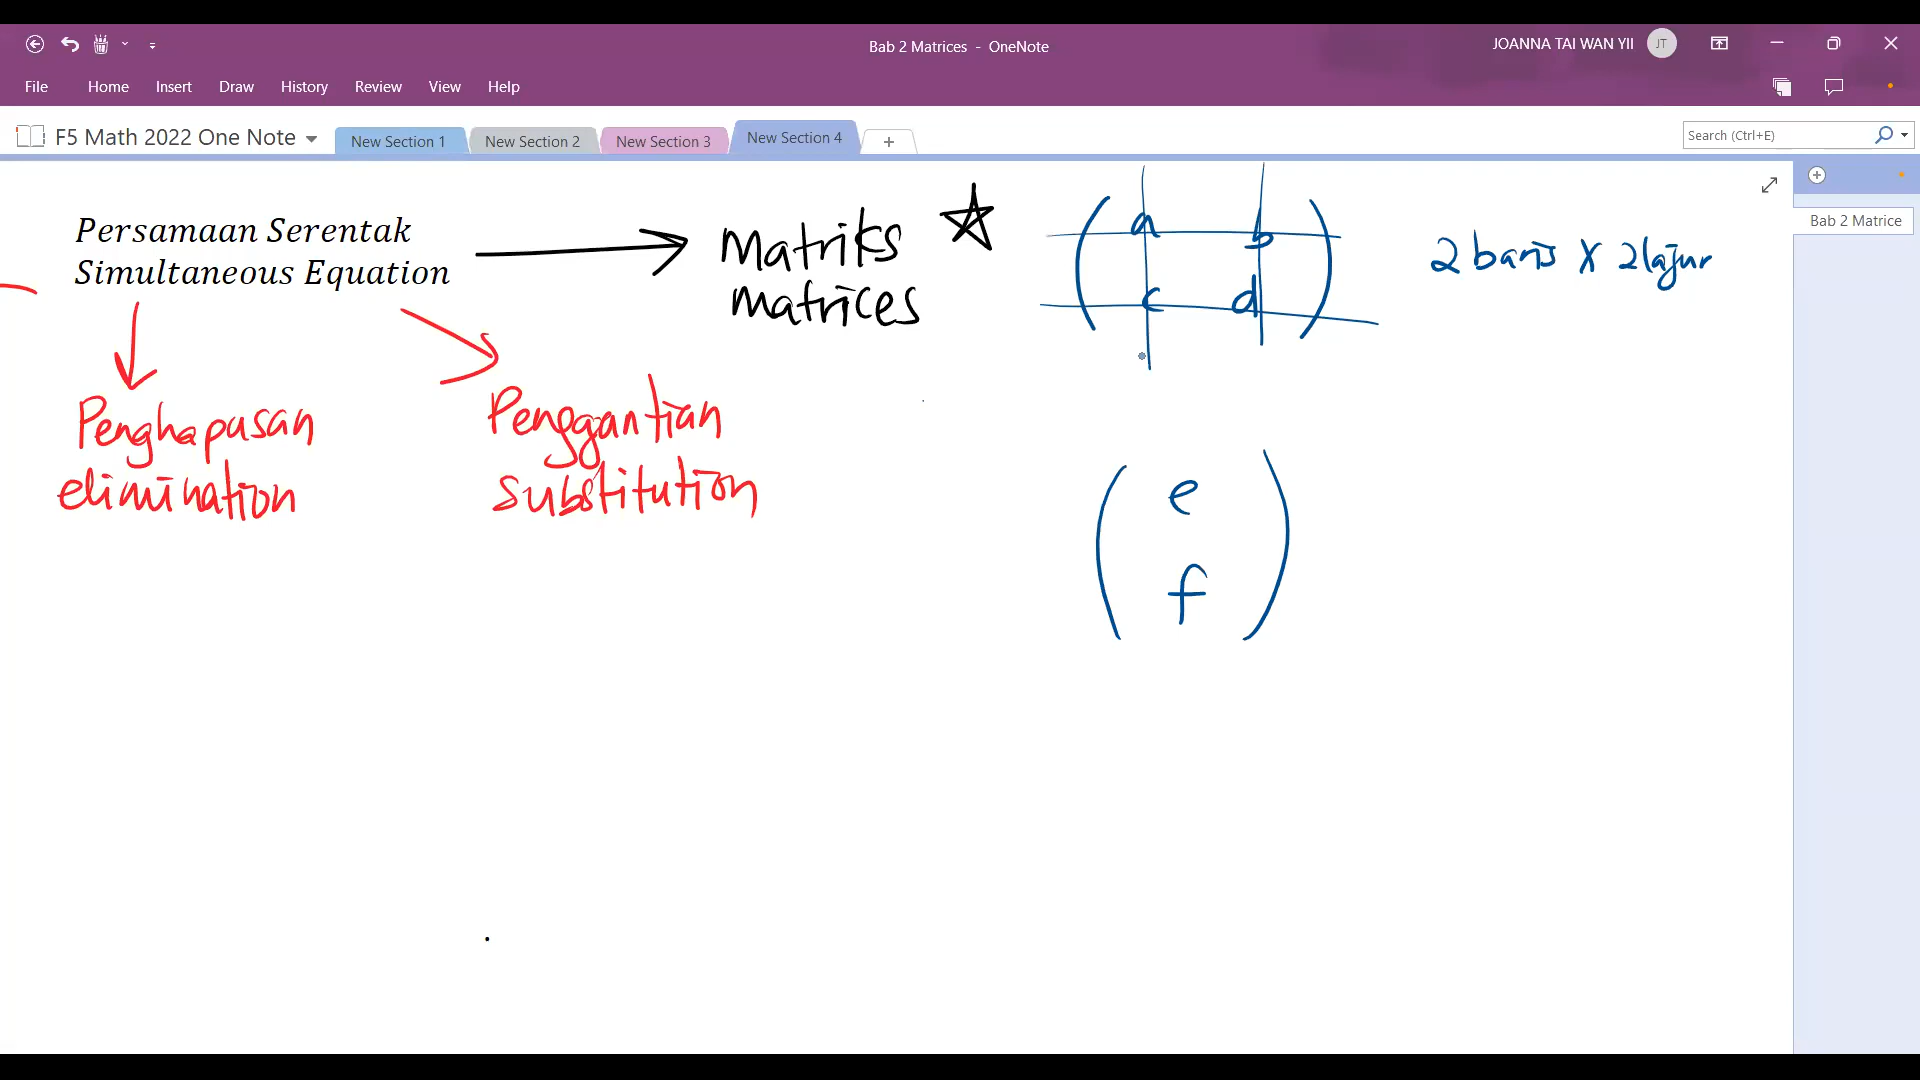 Bab 2 Matrices - OneNote
JOANNA TAI WAN YII
JT
File Home Insert Draw History Review View Help
F5 Math 2022 One Note
New Section 1
New Section 2
New Section 3
New Section 4
Search (Ctrl+E)
Bab 2 Matrice
Persamaan Serentak
Simultaneous Equation
Matriks
matrices
a b
c d
2 baris X 2 lajur
Penghapusan
elimination
Penggantian
substitution
e
f